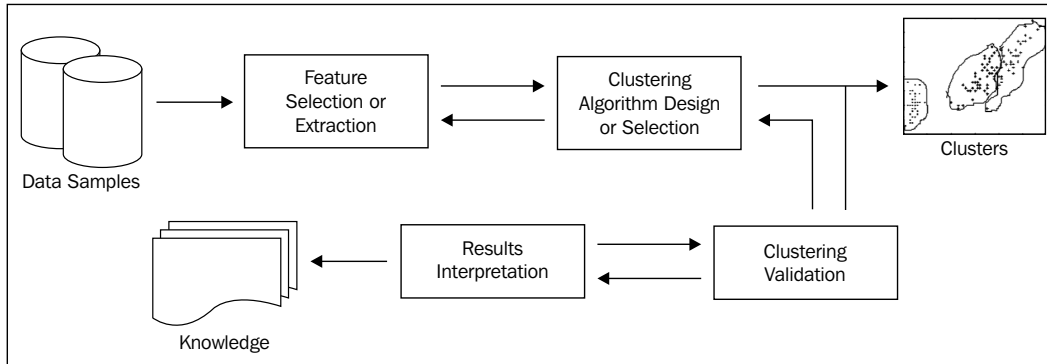 Data Samples
Feature
Selection or
Extraction
Clustering
Algorithm Design
or Selection
Clusters
Knowledge
Results
Interpretation
Clustering
Validation